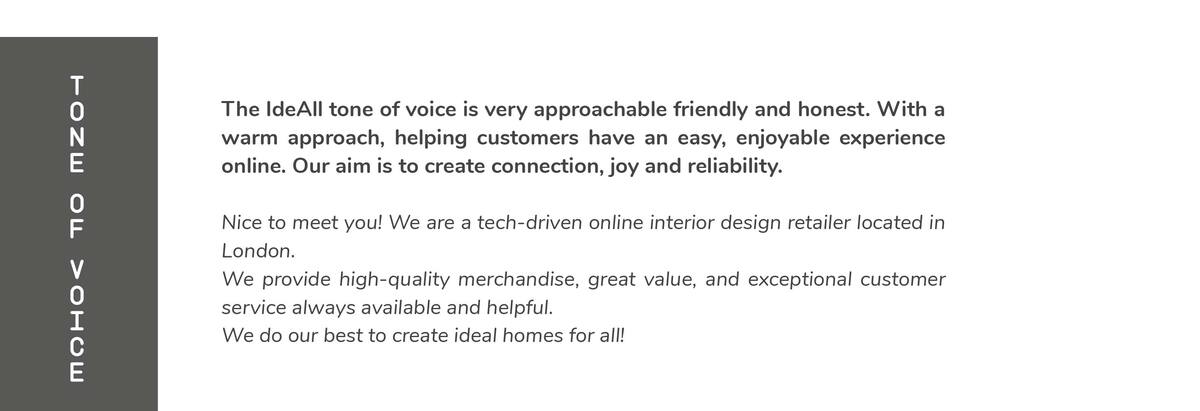 TONE OF VOICE
The IdeAll tone of voice is very approachable friendly and honest. With a
warm approach, helping customers have an easy, enjoyable experience
online. Our aim is to create connection, joy and reliability.
Nice to meet you! We are a tech-driven online interior design retailer located in
London.
We provide high-quality merchandise, great value, and exceptional customer
service always available and helpful.
We do our best to create ideal homes for all!